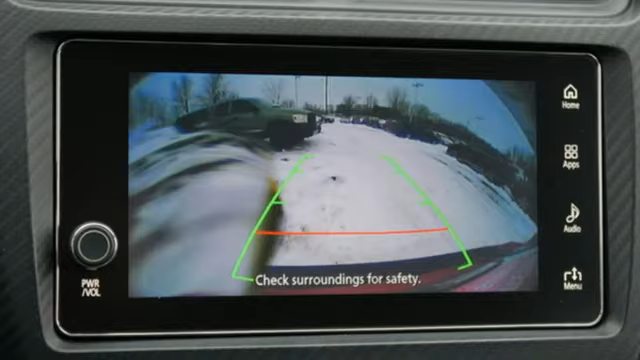 Home
Apps
Audio
Menu
PWR
/VOL
Check surroundings for safety.